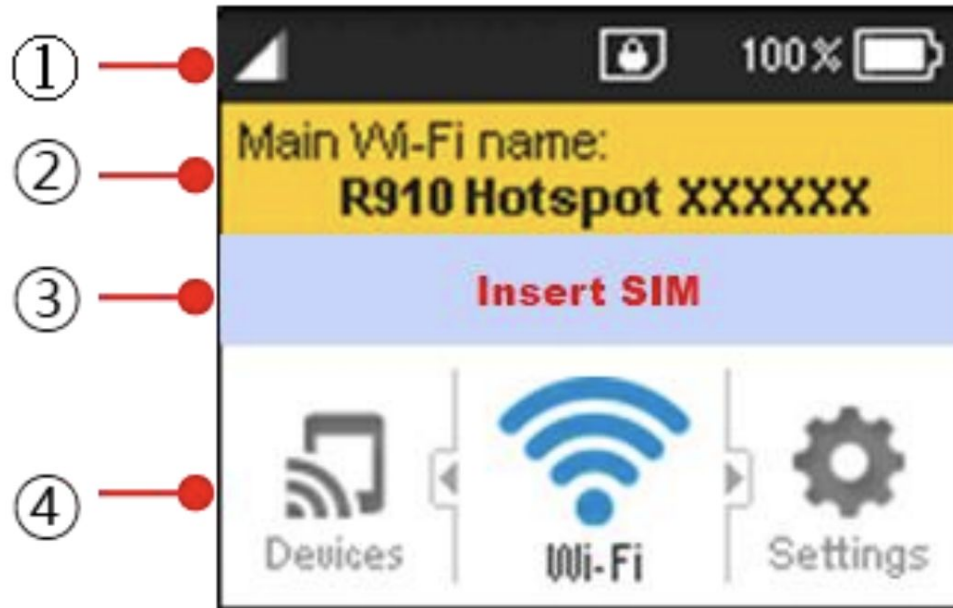 ① 100%
Main Wi-Fi name:
② R910 Hotspot XXXXXX
③ Insert SIM
④
Devices Wi-Fi Settings